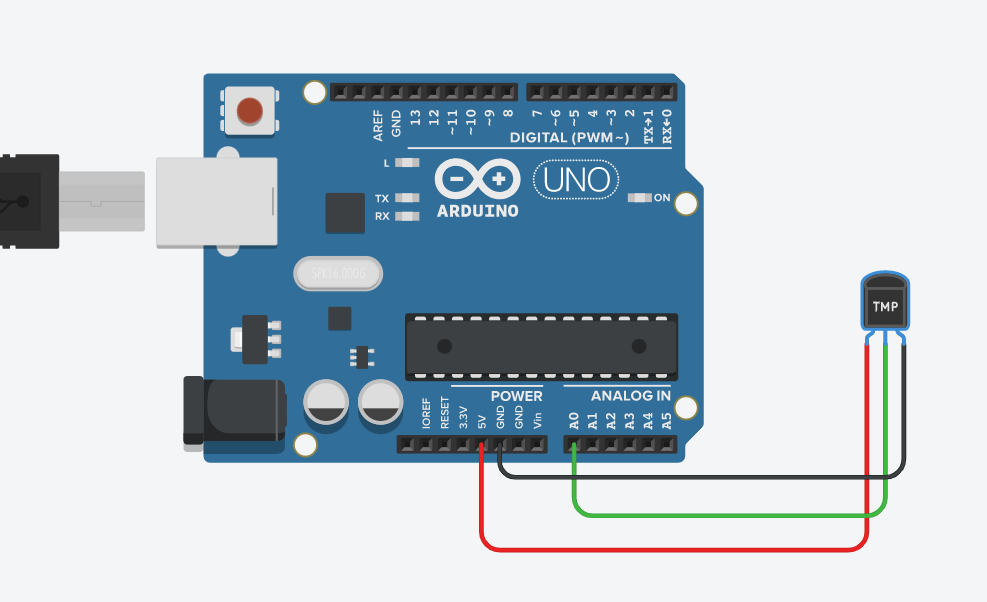 AREF
GND
13
12
~11
~10
~9
8
7
~6
~5
4
~3
2
TX→1
RX←0
DIGITAL (PWM~)
L
TX
RX
ARDUINO
UNO
ON
SPK16.000G
TMP
POWER
ANALOG IN
IOREF
RESET
3.3V
5V
GND
GND
Vin
A0
A1
A2
A3
A4
A5